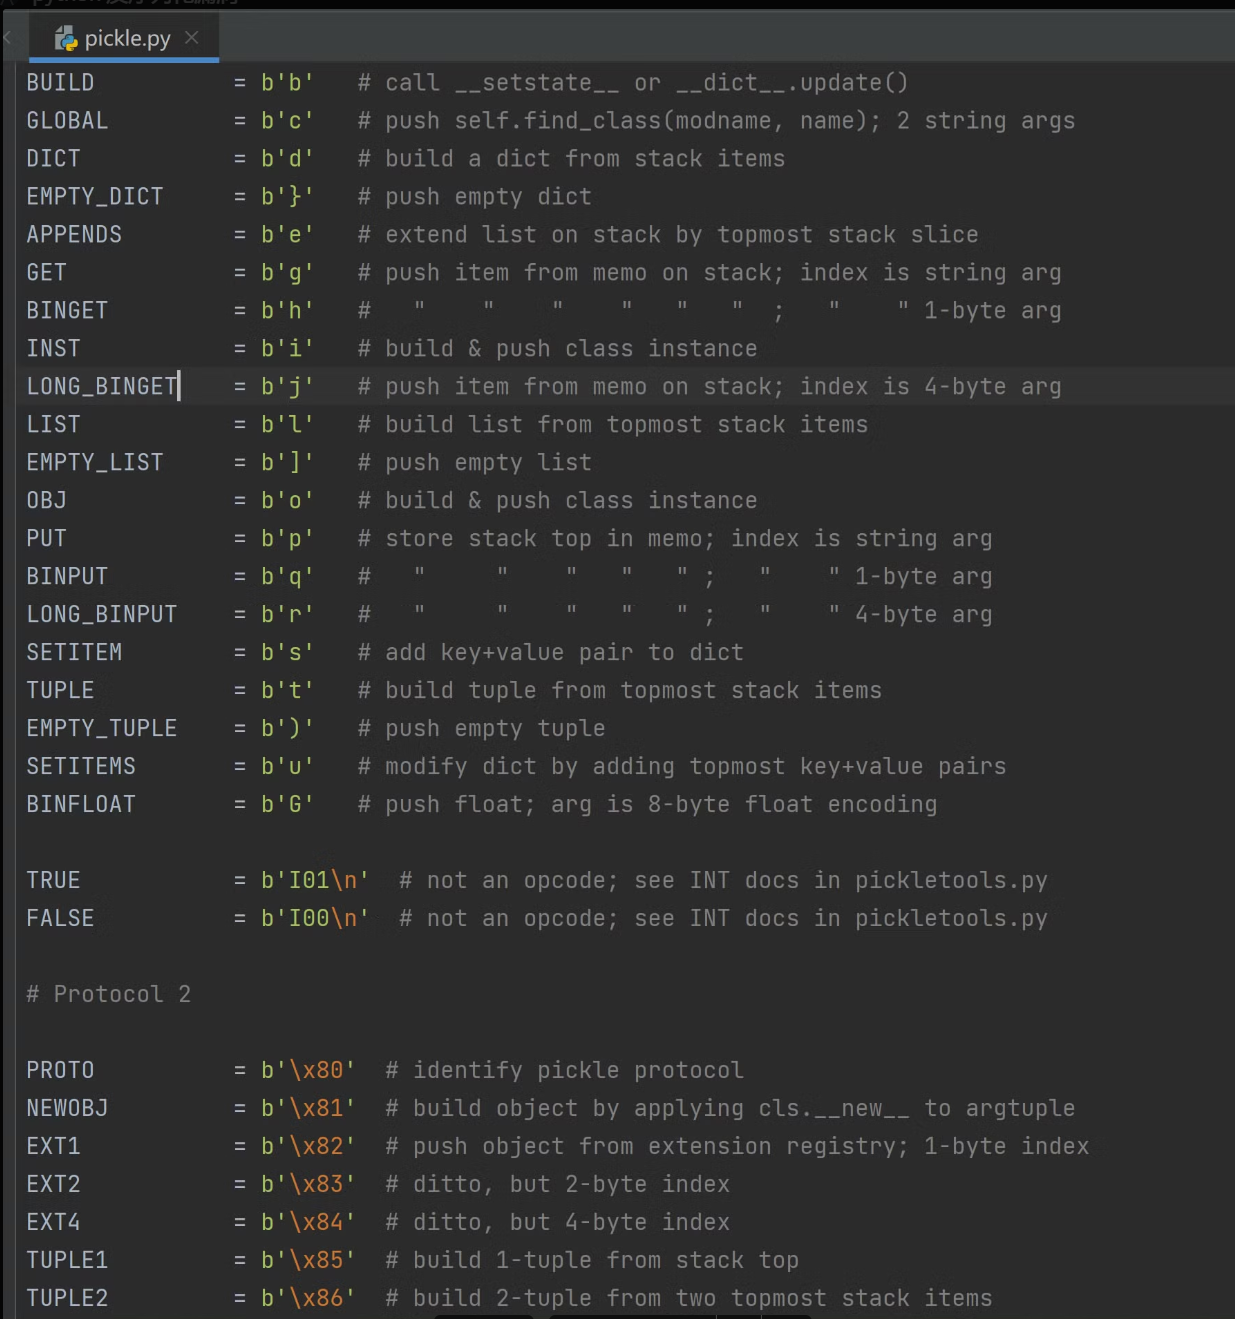 pickle.py
BUILD = b'b' # call __setstate__ or __dict__.update()
GLOBAL = b'c' # push self.find_class(modname, name); 2 string args
DICT = b'd' # build a dict from stack items
EMPTY_DICT = b'}' # push empty dict
APPENDS = b'e' # extend list on stack by topmost stack slice
GET = b'g' # push item from memo on stack; index is string arg
BINGET = b'h' # " " " " " " ; " " 1-byte arg
INST = b'i' # build & push class instance
LONG_BINGET = b'j' # push item from memo on stack; index is 4-byte arg
LIST = b'l' # build list from topmost stack items
EMPTY_LIST = b']' # push empty list
OBJ = b'o' # build & push class instance
PUT = b'p' # store stack top in memo; index is string arg
BINPUT = b'q' # " " " " " ; " " 1-byte arg
LONG_BINPUT = b'r' # " " " " " ; " " 4-byte arg
SETITEM = b's' # add key+value pair to dict
TUPLE = b't' # build tuple from topmost stack items
EMPTY_TUPLE = b')' # push empty tuple
SETITEMS = b'u' # modify dict by adding topmost key+value pairs
BINFLOAT = b'G' # push float; arg is 8-byte float encoding
TRUE = b'I01\n' # not an opcode; see INT docs in pickletools.py
FALSE = b'I00\n' # not an opcode; see INT docs in pickletools.py
# Protocol 2
PROTO = b'\x80' # identify pickle protocol
NEWOBJ = b'\x81' # build object by applying cls.__new__ to argtuple
EXT1 = b'\x82' # push object from extension registry; 1-byte index
EXT2 = b'\x83' # ditto, but 2-byte index
EXT4 = b'\x84' # ditto, but 4-byte index
TUPLE1 = b'\x85' # build 1-tuple from stack top
TUPLE2 = b'\x86' # build 2-tuple from two topmost stack items